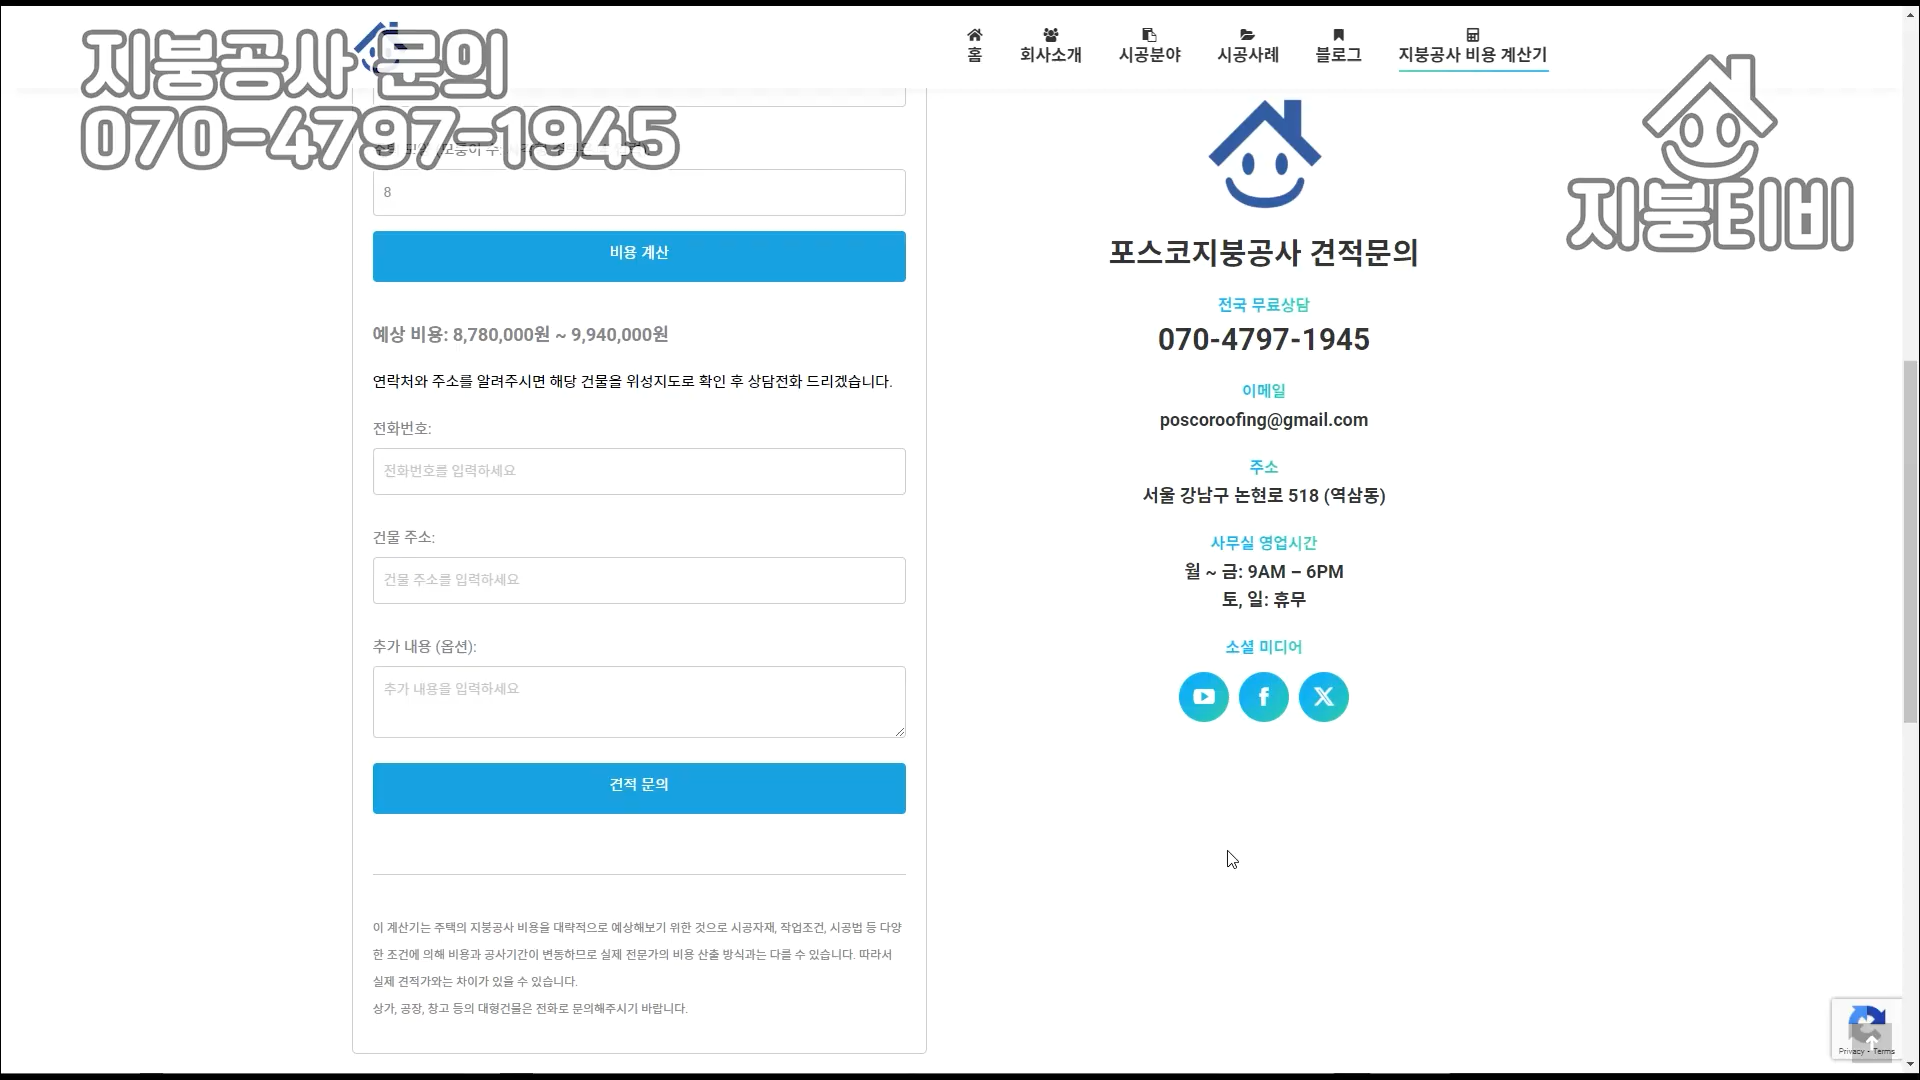 지붕공사 문의
070-4797-1945
홈
회사소개
시공분야
시공사례
블로그
지붕공사 비용 계산기
지붕티비
8
비용 계산
예상 비용: 8,780,000원 ~ 9,940,000원
연락처와 주소를 알려주시면 해당 건물을 위성지도로 확인 후 상담전화 드리겠습니다.
전화번호:
전화번호를 입력하세요
건물 주소:
건물 주소를 입력하세요
추가 내용 (옵션):
추가 내용을 입력하세요
견적 문의
이 계산기는 주택의 지붕공사 비용을 대략적으로 예상해보기 위한 것으로 시공자재, 작업조건, 시공법 등 다양
한 조건에 의해 비용과 공사기간이 변동하므로 실제 전문가의 비용 산출 방식과는 다를 수 있습니다. 따라서
실제 견적가와는 차이가 있을 수 있습니다.
상가, 공장, 창고 등의 대형건물은 전화로 문의해주시기 바랍니다.
포스코지붕공사 견적문의
전국 무료상담
070-4797-1945
이메일
poscoroofing@gmail.com
주소
서울 강남구 논현로 518 (역삼동)
사무실 영업시간
월 ~ 금: 9AM – 6PM
토, 일: 휴무
소셜 미디어
Privacy - Terms